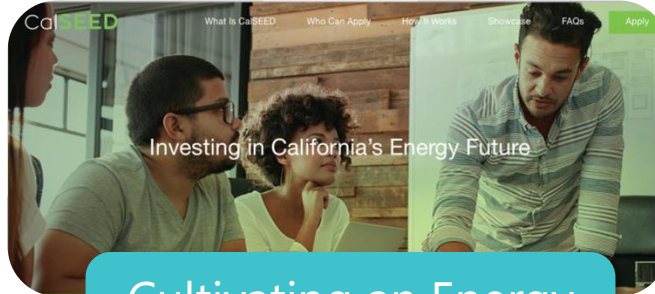 CalSEED What Is CalSEED Who Can Apply How It Works Showcase FAQs Apply
Investing in California's Energy Future
Cultivating an Energy